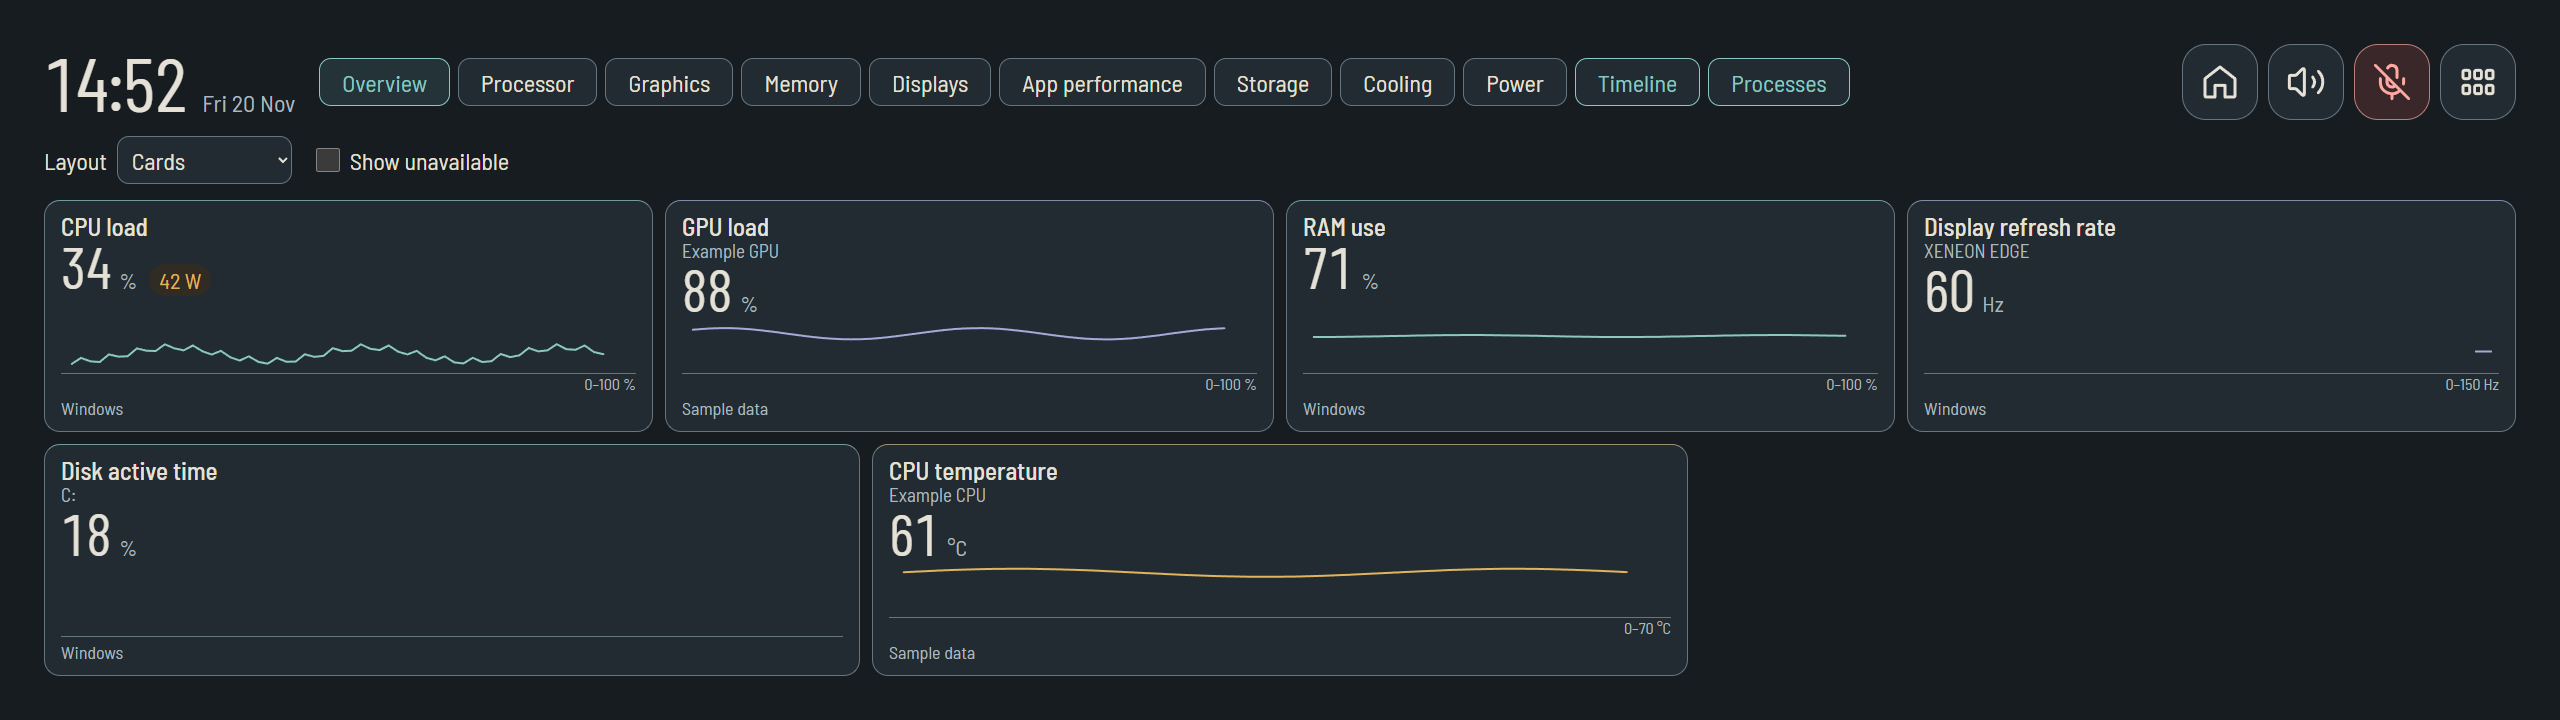 14:52 Fri 20 Nov
Overview
Processor
Graphics
Memory
Displays
App performance
Storage
Cooling
Power
Timeline
Processes
Layout
Cards
Show unavailable
CPU load
34 %
42 W
0–100 %
Windows
GPU load
Example GPU
88 %
0–100 %
Sample data
RAM use
71 %
0–100 %
Windows
Display refresh rate
XENEON EDGE
60 Hz
0–150 Hz
Windows
Disk active time
C:
18 %
Windows
CPU temperature
Example CPU
61 °C
0–70 °C
Sample data